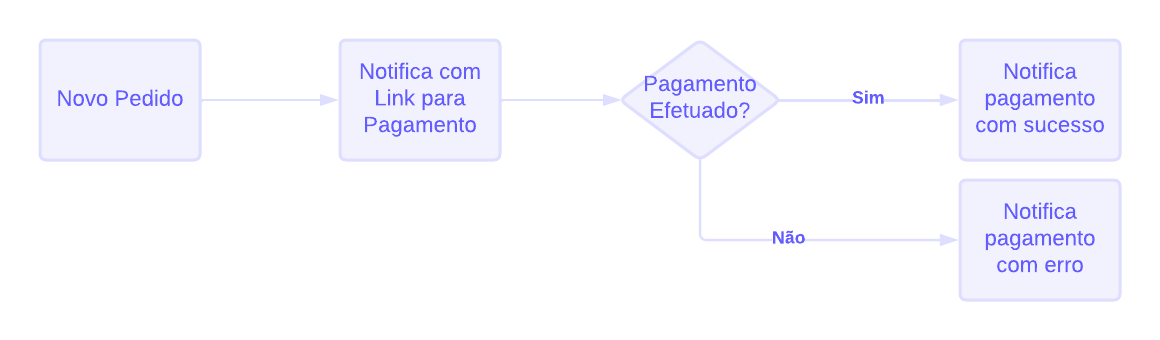 Novo Pedido
Notifica com
Link para
Pagamento
Pagamento
Efetuado?
Sim
Notifica
pagamento
com sucesso
Não
Notifica
pagamento
com erro